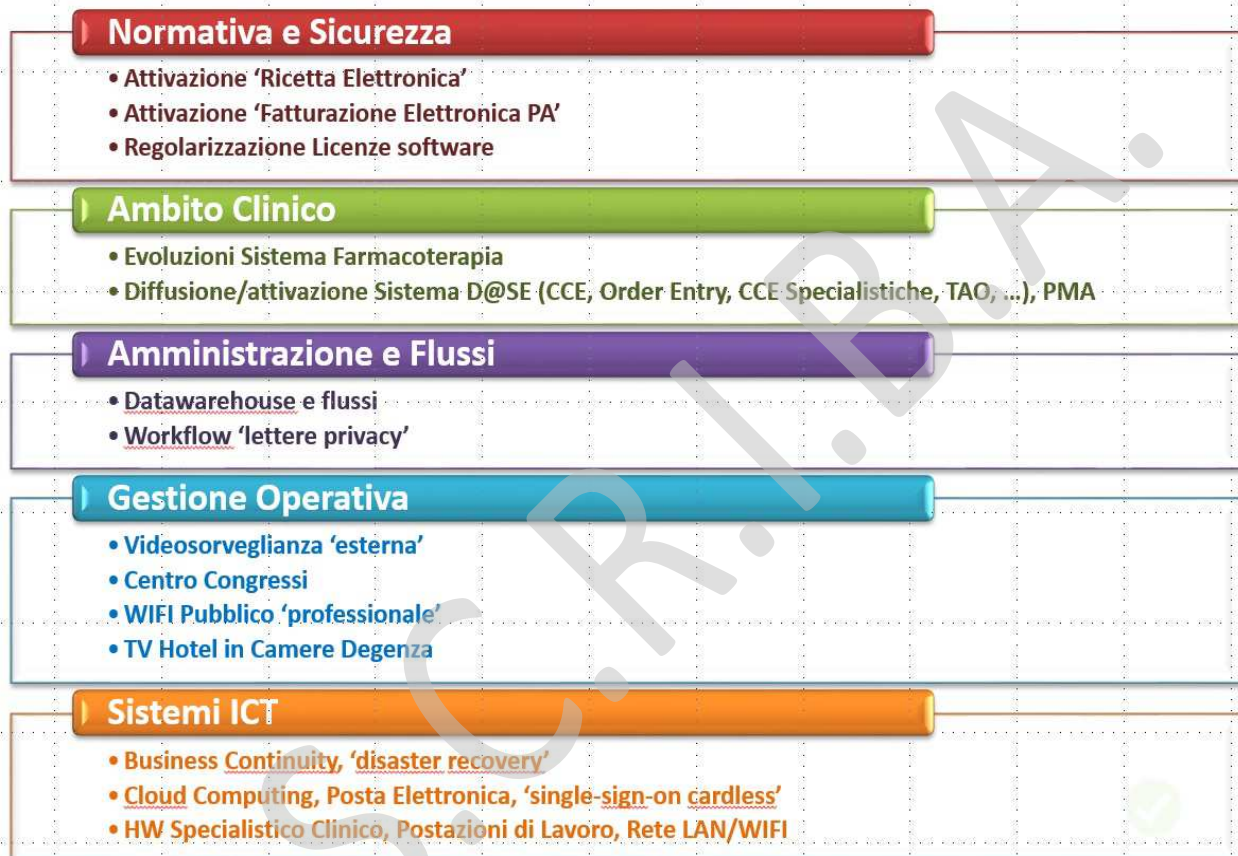 Normativa e Sicurezza
• Attivazione ‘Ricetta Elettronica’
• Attivazione ‘Fatturazione Elettronica PA’
• Regolarizzazione Licenze software
Ambito Clinico
• Evoluzioni Sistema Farmacoterapia
• Diffusione/attivazione Sistema D@SE (CCE, Order Entry, CCE Specialistiche, TAO, ...), PMA
Amministrazione e Flussi
• Datawarehouse e flussi
• Workflow ‘lettere privacy’
Gestione Operativa
• Videosorveglianza ‘esterna’
• Centro Congressi
• WIFI Pubblico ‘professionale’
• TV Hotel in Camere Degenza
Sistemi ICT
• Business Continuity, ‘disaster recovery’
• Cloud Computing, Posta Elettronica, ‘single-sign-on cardless’
• HW Specialistico Clinico, Postazioni di Lavoro, Rete LAN/WIFI
S.C.R.I.B.A.